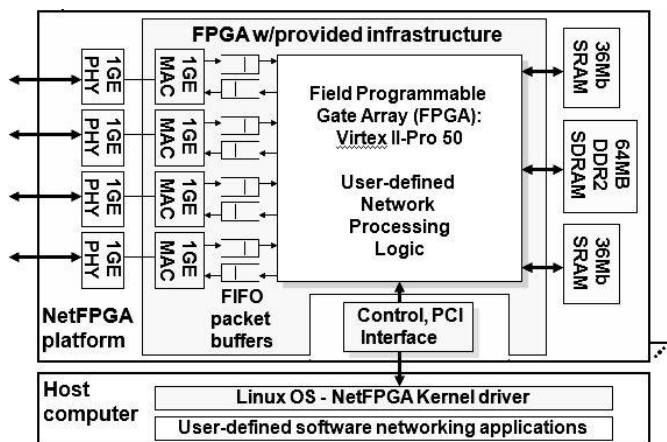 FPGA w/provided infrastructure
1GE
PHY
1GE
MAC
1GE
PHY
1GE
MAC
1GE
PHY
1GE
MAC
1GE
PHY
1GE
MAC
Field Programmable
Gate Array (FPGA):
Virtex II-Pro 50
User-defined
Network
Processing
Logic
36Mb
SRAM
64MB
DDR2
SDRAM
36Mb
SRAM
FIFO
packet
buffers
NetFPGA
platform
Control, PCI
Interface
Host
computer
Linux OS - NetFPGA Kernel driver
User-defined software networking applications